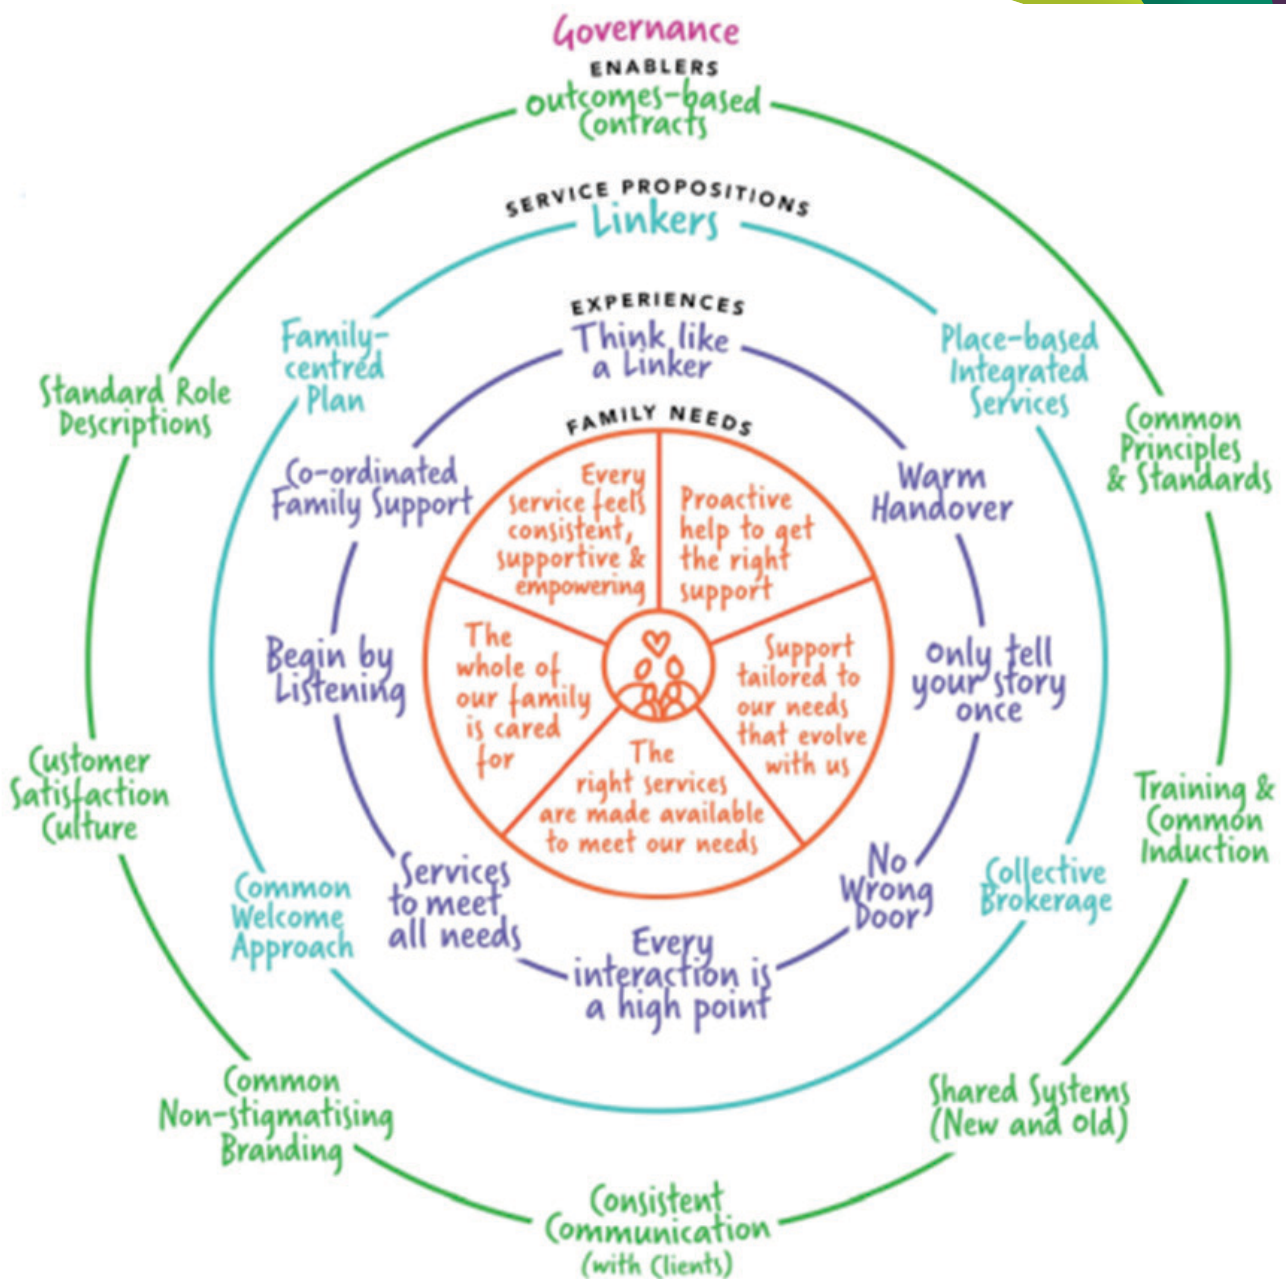 Governance
ENABLERS
Outcomes-based
Contracts
Common
Principles
& Standards
Training &
Common
Induction
Shared Systems
(New and Old)
Consistent
Communication
(with Clients)
Common
Non-stigmatising
Branding
Customer
Satisfaction
Culture
Standard Role
Descriptions
SERVICE PROPOSITIONS
Linkers
Place-based
Integrated
Services
Collective
Brokerage
Common
Welcome
Approach
Family-
centred
Plan
EXPERIENCES
Think like
a Linker
Warm
Handover
Only tell
your story
once
No
Wrong
Door
Every
interaction is
a high point
Services
to meet
all needs
Begin by
Listening
Co-ordinated
Family Support
FAMILY NEEDS
Every
service feels
consistent,
supportive &
empowering
Proactive
help to get
the right
support
Support
tailored to
our needs
that evolve
with us
The
right services
are made available
to meet our needs
The
whole of
our family
is cared
for